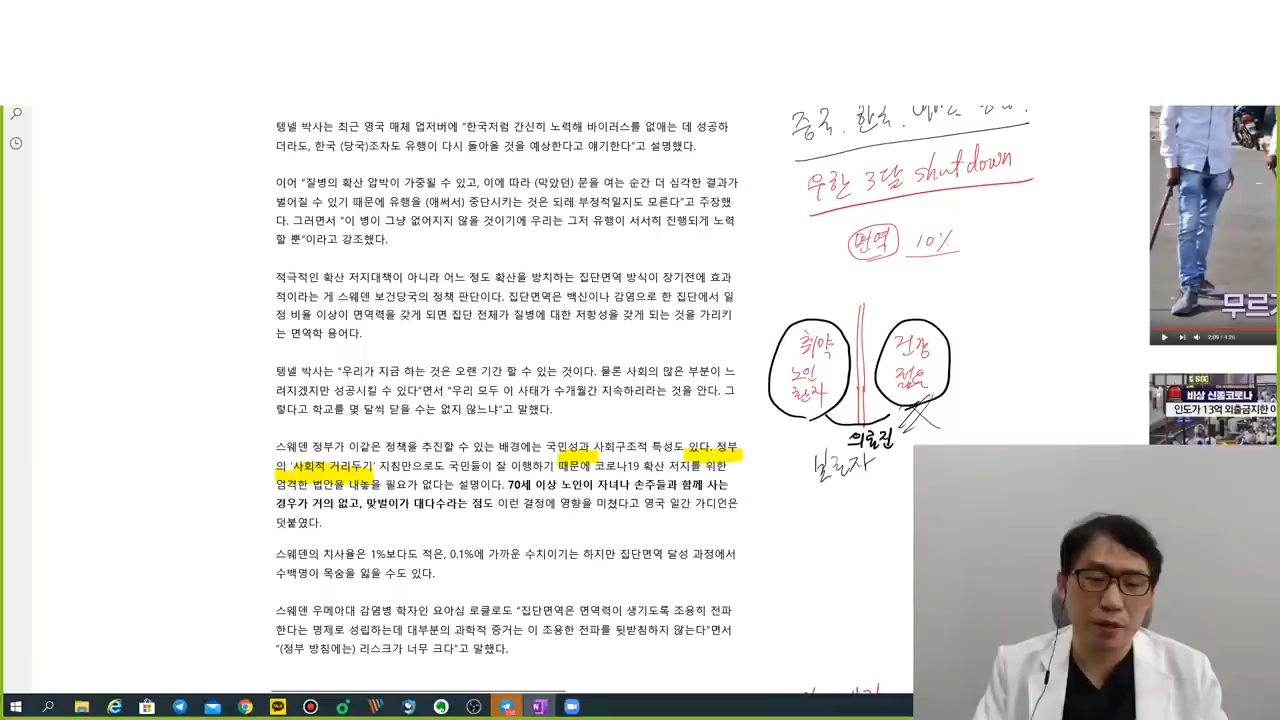 텡넬 박사는 최근 영국 매체 업저버에 "한국처럼 간신히 노력해 바이러스를 없애는 데 성공하
더라도, 한국 (당국)조차도 유행이 다시 돌아올 것을 예상한다고 얘기한다"고 설명했다.
이어 "질병의 확산 압박이 가중될 수 있고, 이에 따라 (막았던) 문을 여는 순간 더 심각한 결과가
벌어질 수 있기 때문에 유행을 (애써서) 중단시키는 것은 되레 부정적일지도 모른다"고 주장했
다. 그러면서 "이 병이 그냥 없어지지 않을 것이기에 우리는 그저 유행이 서서히 진행되게 노력
할 뿐"이라고 강조했다.
적극적인 확산 저지대책이 아니라 어느 정도 확산을 방치하는 집단면역 방식이 장기전에 효과
적이라는 게 스웨덴 보건당국의 정책 판단이다. 집단면역은 백신이나 감염으로 한 집단에서 일
정 비율 이상이 면역력을 갖게 되면 집단 전체가 질병에 대한 저항성을 갖게 되는 것을 가리키
는 면역학 용어다.
텡넬 박사는 "우리가 지금 하는 것은 오랜 기간 할 수 있는 것이다. 물론 사회의 많은 부분이 느
려지겠지만 성공시킬 수 있다"면서 "우리 모두 이 사태가 수개월간 지속하리라는 것을 안다. 그
렇다고 학교를 몇 달씩 닫을 수는 없지 않느냐"고 말했다.
스웨덴 정부가 이같은 정책을 추진할 수 있는 배경에는 국민성과 사회구조적 특성도 있다. 정부
의 '사회적 거리두기' 지침만으로도 국민들이 잘 이행하기 때문에 코로나19 확산 저지를 위한
엄격한 법안을 내놓을 필요가 없다는 설명이다. 70세 이상 노인이 자녀나 손주들과 함께 사는
경우가 거의 없고, 맞벌이가 대다수라는 점도 이런 결정에 영향을 미쳤다고 영국 일간 가디언은
덧붙였다.
스웨덴의 치사율은 1%보다도 적은, 0.1%에 가까운 수치이기는 하지만 집단면역 달성 과정에서
수백명이 목숨을 잃을 수도 있다.
스웨덴 우메아대 감염병 학자인 요아심 로클로도 "집단면역은 면역력이 생기도록 조용히 전파
한다는 명제로 성립하는데 대부분의 과학적 증거는 이 조용한 전파를 뒷받침하지 않는다"면서
"(정부 방침에는) 리스크가 너무 크다"고 말했다.
중국. 한국.
우한 3달 shutdown
면역 10%
취약
노인
환자
건강
젊은
의료진
보호자
무르
2:09 / 4:26
비상 신종코로나
인도가 13억 외출금지한 이